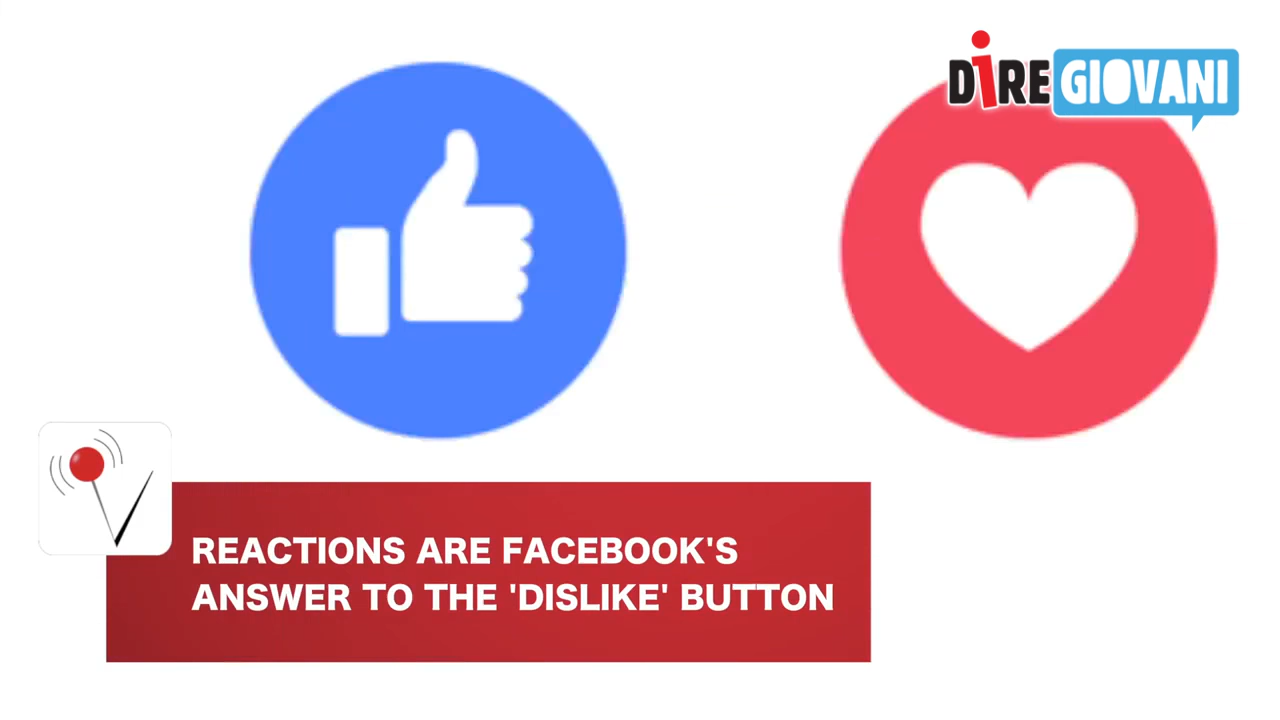 DIRE GIOVANI
REACTIONS ARE FACEBOOK'S
ANSWER TO THE 'DISLIKE' BUTTON